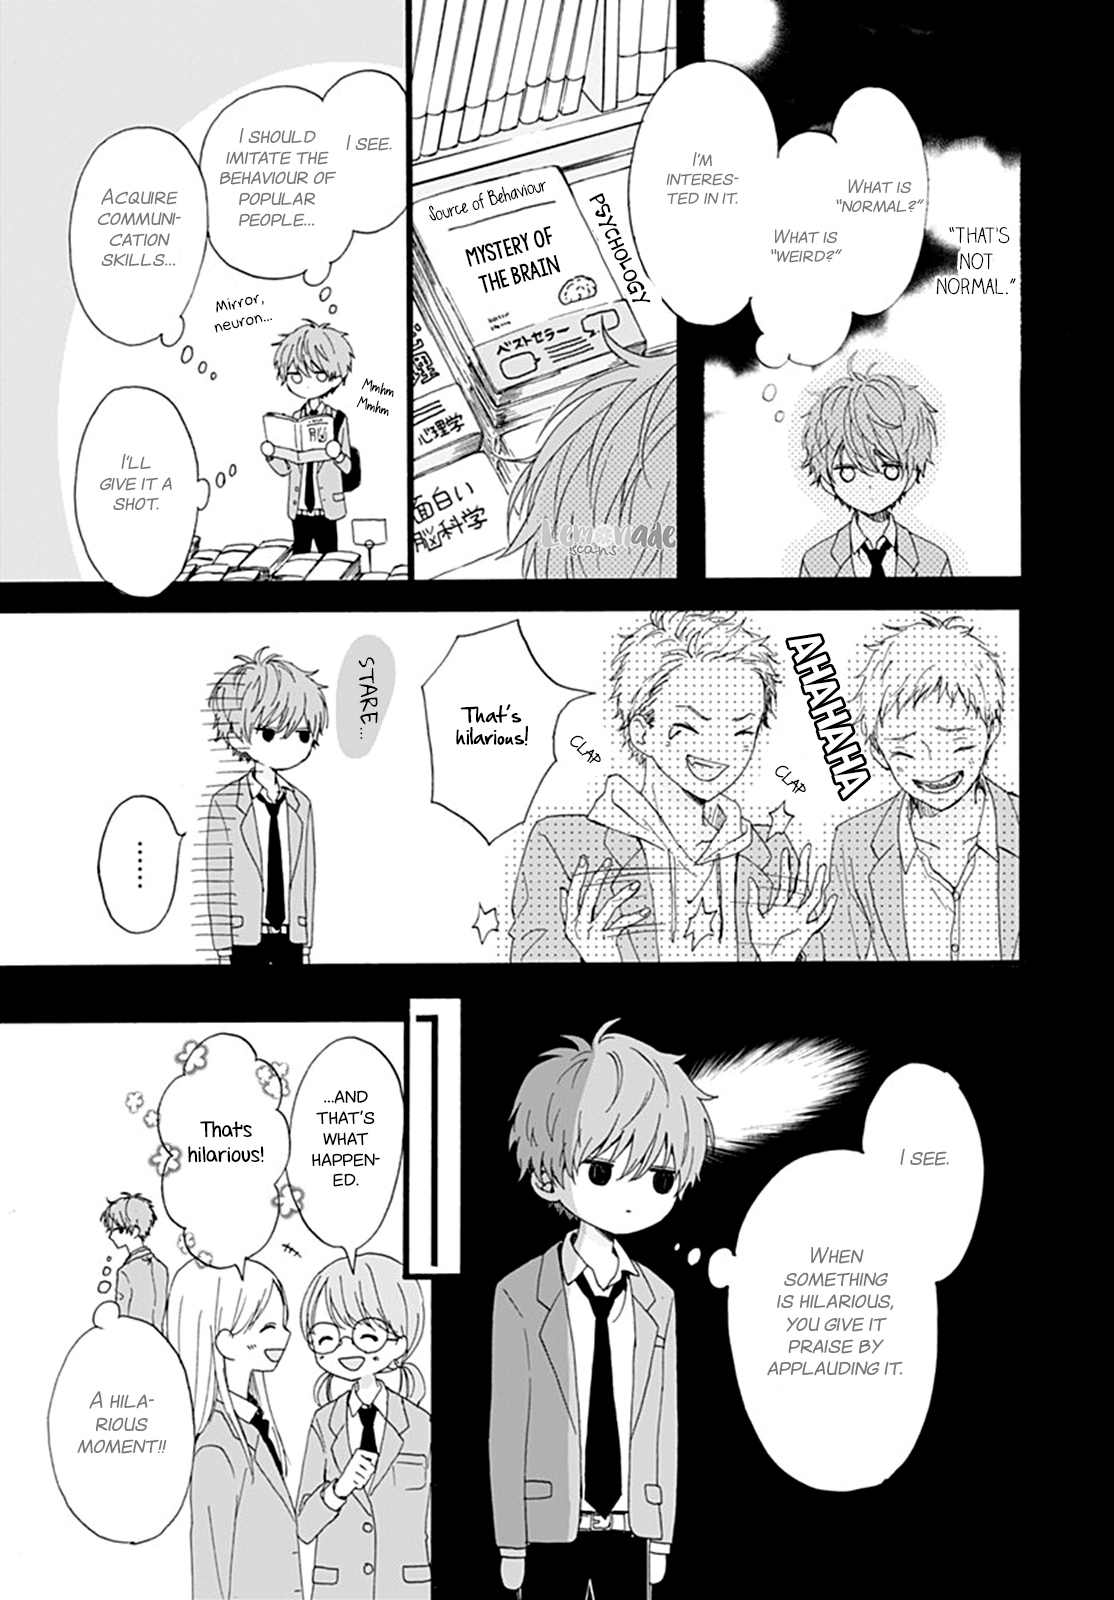 "THAT'S
NOT
NORMAL."
WHAT IS
"NORMAL?"
WHAT IS
"WEIRD?"
I'M
INTERES-
TED IN IT.
PSYCHOLOGY
Source of Behaviour
MYSTERY OF
THE BRAIN
ベストセラー
心理学
面白い
脳科学
Lemonade
scans
I SEE.
I SHOULD
IMITATE THE
BEHAVIOUR OF
POPULAR
PEOPLE...
ACQUIRE
COMMUNI-
CATION
SKILLS...
Mirror,
neuron...
Mmhm
Mmhm
I'LL
GIVE IT A
SHOT.
AHAHAHA
CLAP
CLAP
That's
hilarious!
STARE...
......
I SEE.
WHEN
SOMETHING
IS HILARIOUS,
YOU GIVE IT
PRAISE BY
APPLAUDING IT.
...AND
THAT'S
WHAT
HAPPEN-
ED.
That's
hilarious!
A HILA-
RIOUS
MOMENT!!